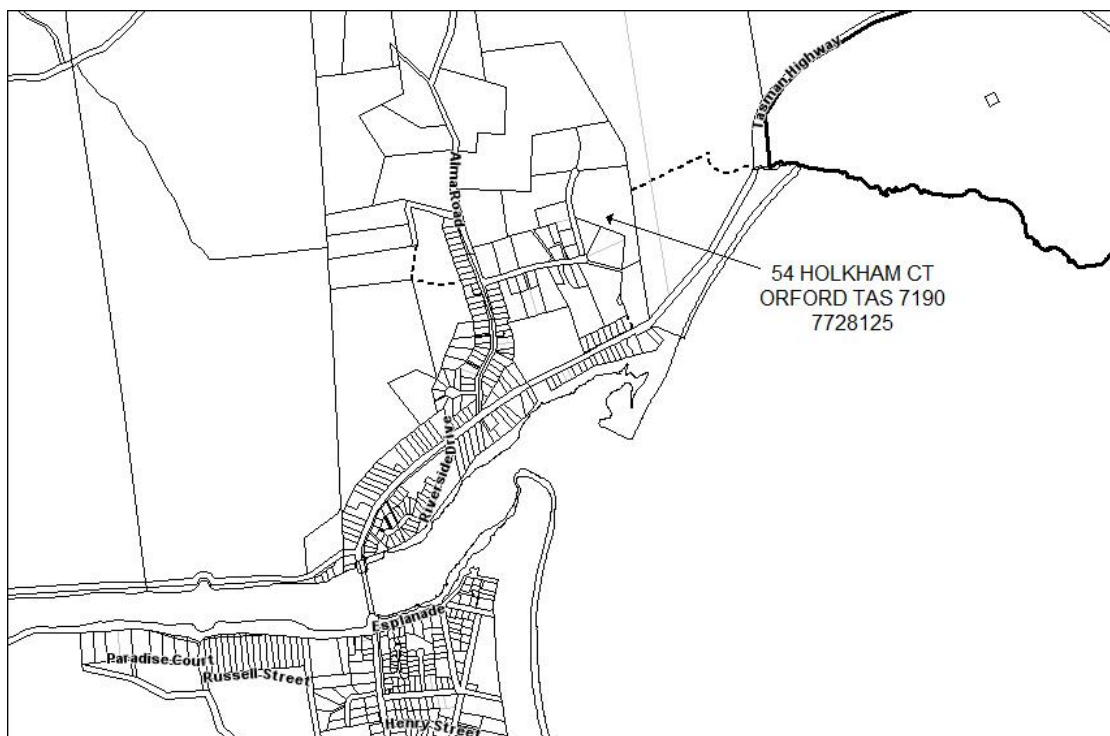 Tasman Highway
Alma Road
54 HOLKHAM CT
ORFORD TAS 7190
7728125
Riverside Drive
Esplanade
Paradise Court
Russell Street
Henry Street